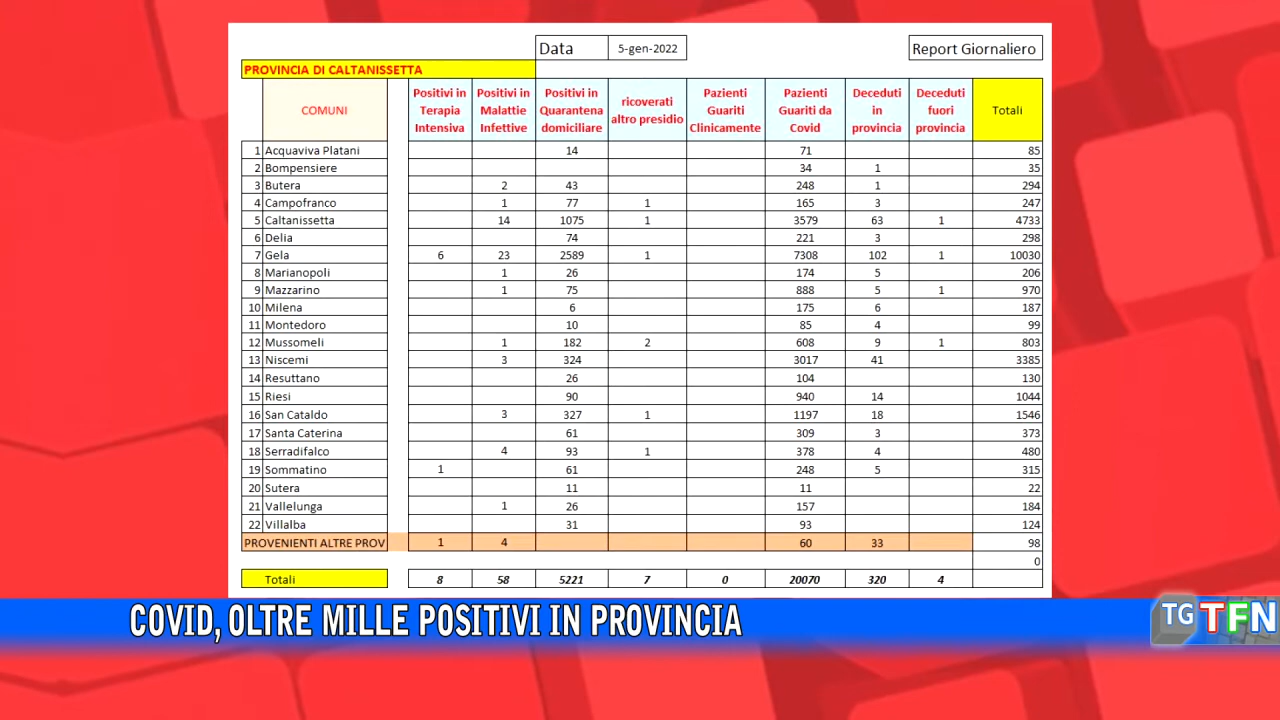 Data 5-gen-2022 Report Giornaliero
PROVINCIA DI CALTANISSETTA
COMUNI Positivi in Terapia Intensiva Positivi in Malattie Infettive Positivi in Quarantena domiciliare ricoverati altro presidio Pazienti Guariti Clinicamente Pazienti Guariti da Covid Deceduti in provincia Deceduti fuori provincia Totali
1 Acquaviva Platani 14 71 85
2 Bompensiere 34 1 35
3 Butera 2 43 248 1 294
4 Campofranco 1 77 1 165 3 247
5 Caltanissetta 14 1075 1 3579 63 1 4733
6 Delia 74 221 3 298
7 Gela 6 23 2589 1 7308 102 1 10030
8 Marianopoli 1 26 174 5 206
9 Mazzarino 1 75 888 5 1 970
10 Milena 6 175 6 187
11 Montedoro 10 85 4 99
12 Mussomeli 1 182 2 608 9 1 803
13 Niscemi 3 324 3017 41 3385
14 Resuttano 26 104 130
15 Riesi 90 940 14 1044
16 San Cataldo 3 327 1 1197 18 1546
17 Santa Caterina 61 309 3 373
18 Serradifalco 4 93 1 378 4 480
19 Sommatino 1 61 248 5 315
20 Sutera 11 11 22
21 Vallelunga 1 26 157 184
22 Villalba 31 93 124
PROVENIENTI ALTRE PROV 1 4 60 33 98
0
Totali 8 58 5221 7 0 20070 320 4
COVID, OLTRE MILLE POSITIVI IN PROVINCIA
TG TFN